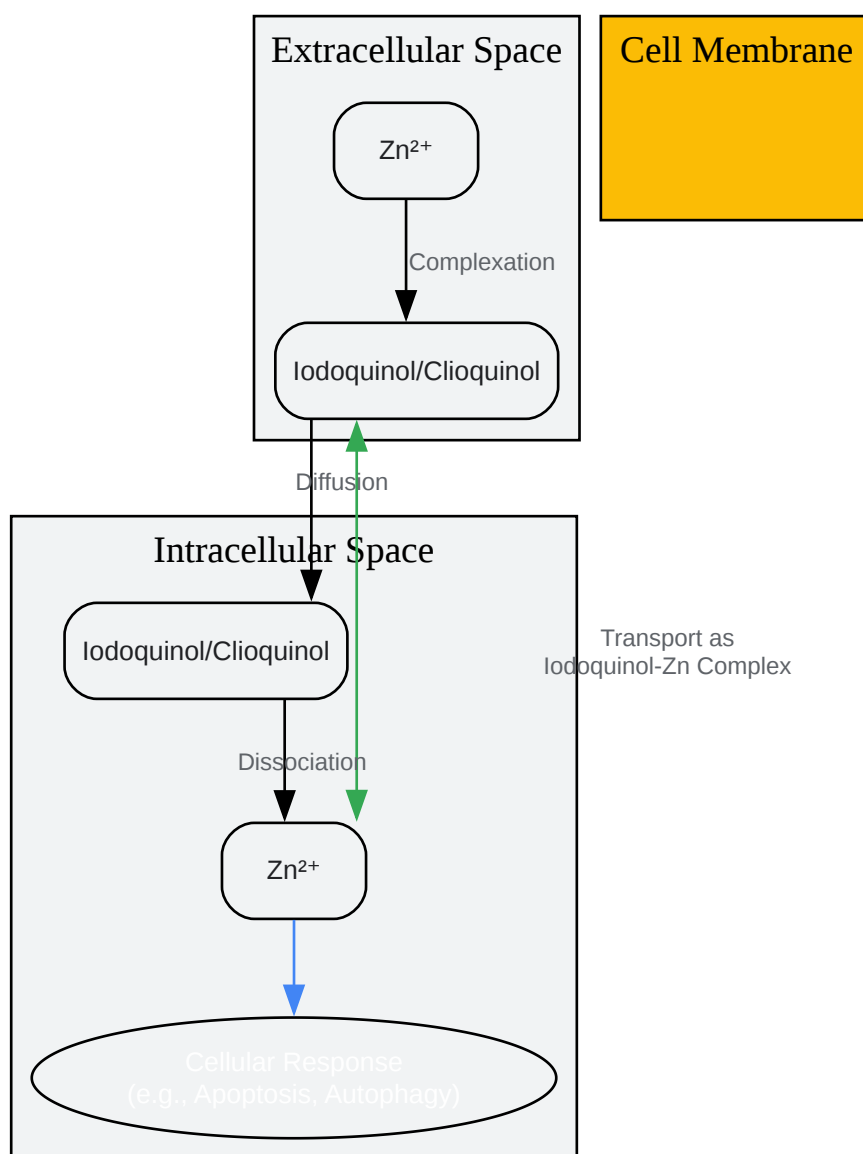 Extracellular Space
Cell Membrane
Zn²⁺
Complexation
Iodoquinol/Clioquinol
Diffusion
Intracellular Space
Iodoquinol/Clioquinol
Transport as
Iodoquinol-Zn Complex
Dissociation
Zn²⁺
Cellular Response
(e.g., Apoptosis, Autophagy)